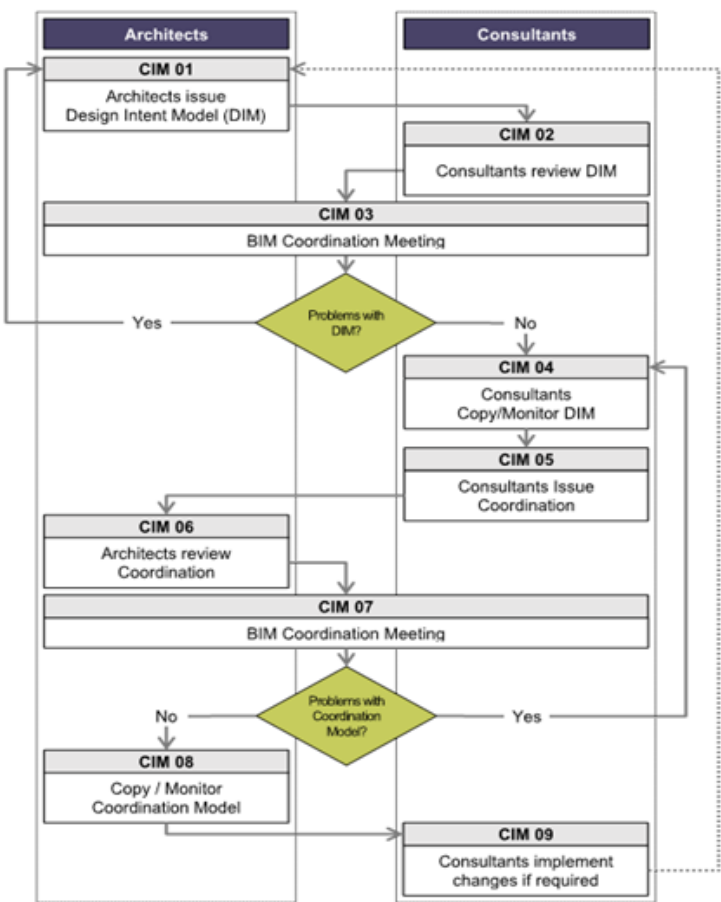 Architects
Consultants
CIM 01
Architects issue
Design Intent Model (DIM)
CIM 02
Consultants review DIM
CIM 03
BIM Coordination Meeting
Problems with
DIM?
Yes
No
CIM 04
Consultants
Copy/Monitor DIM
CIM 05
Consultants Issue
Coordination
CIM 06
Architects review
Coordination
CIM 07
BIM Coordination Meeting
Problems with
Coordination
Model?
No
Yes
CIM 08
Copy / Monitor
Coordination Model
CIM 09
Consultants implement
changes if required